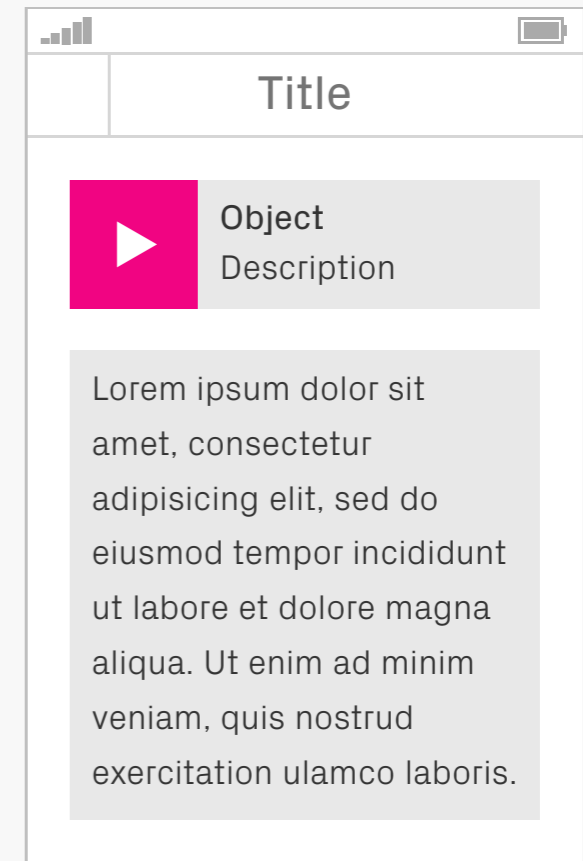 Title
Object
Description
Lorem ipsum dolor sit
amet, consectetur
adipisicing elit, sed do
eiusmod tempor incididunt
ut labore et dolore magna
aliqua. Ut enim ad minim
veniam, quis nostrud
exercitation ulamco laboris.